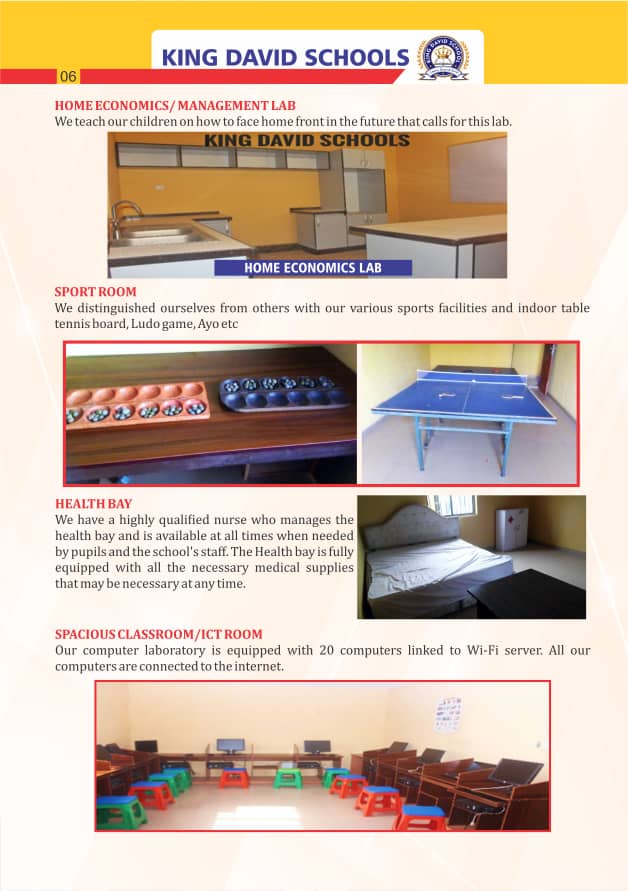 KING DAVID SCHOOLS
KING DAVID SCHOOL
06
HOME ECONOMICS/ MANAGEMENT LAB
We teach our children on how to face home front in the future that calls for this lab.
KING DAVID SCHOOLS
HOME ECONOMICS LAB
SPORT ROOM
We distinguished ourselves from others with our various sports facilities and indoor table
tennis board, Ludo game, Ayo etc
HEALTH BAY
We have a highly qualified nurse who manages the
health bay and is available at all times when needed
by pupils and the school's staff. The Health bay is fully
equipped with all the necessary medical supplies
that may be necessary at any time.
SPACIOUS CLASSROOM/ICT ROOM
Our computer laboratory is equipped with 20 computers linked to Wi-Fi server. All our
computers are connected to the internet.